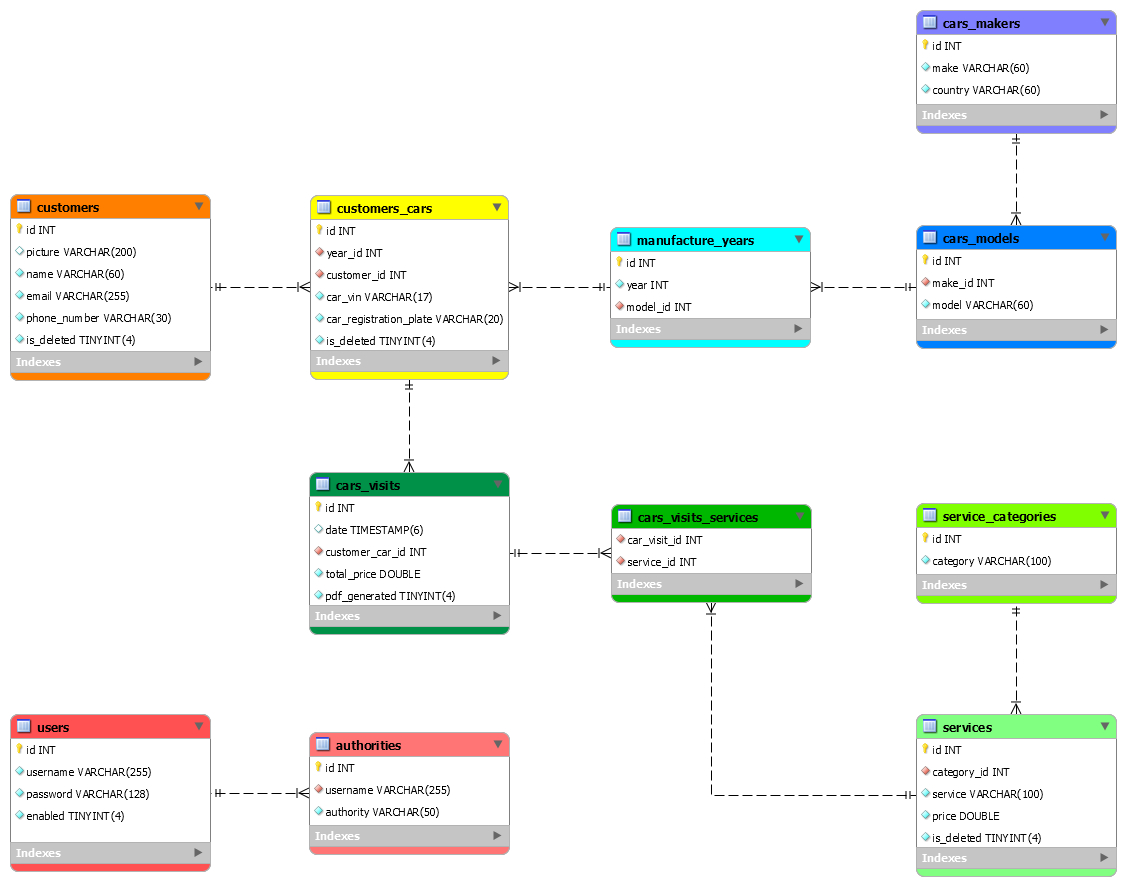 cars_makers
id INT
make VARCHAR(60)
country VARCHAR(60)
Indexes
customers
id INT
picture VARCHAR(200)
name VARCHAR(60)
email VARCHAR(255)
phone_number VARCHAR(30)
is_deleted TINYINT(4)
Indexes
customers_cars
id INT
year_id INT
customer_id INT
car_vin VARCHAR(17)
car_registration_plate VARCHAR(20)
is_deleted TINYINT(4)
Indexes
manufacture_years
id INT
year INT
model_id INT
Indexes
cars_models
id INT
make_id INT
model VARCHAR(60)
Indexes
cars_visits
id INT
date TIMESTAMP(6)
customer_car_id INT
total_price DOUBLE
pdf_generated TINYINT(4)
Indexes
cars_visits_services
car_visit_id INT
service_id INT
Indexes
service_categories
id INT
category VARCHAR(100)
Indexes
users
id INT
username VARCHAR(255)
password VARCHAR(128)
enabled TINYINT(4)
Indexes
authorities
id INT
username VARCHAR(255)
authority VARCHAR(50)
Indexes
services
id INT
category_id INT
service VARCHAR(100)
price DOUBLE
is_deleted TINYINT(4)
Indexes